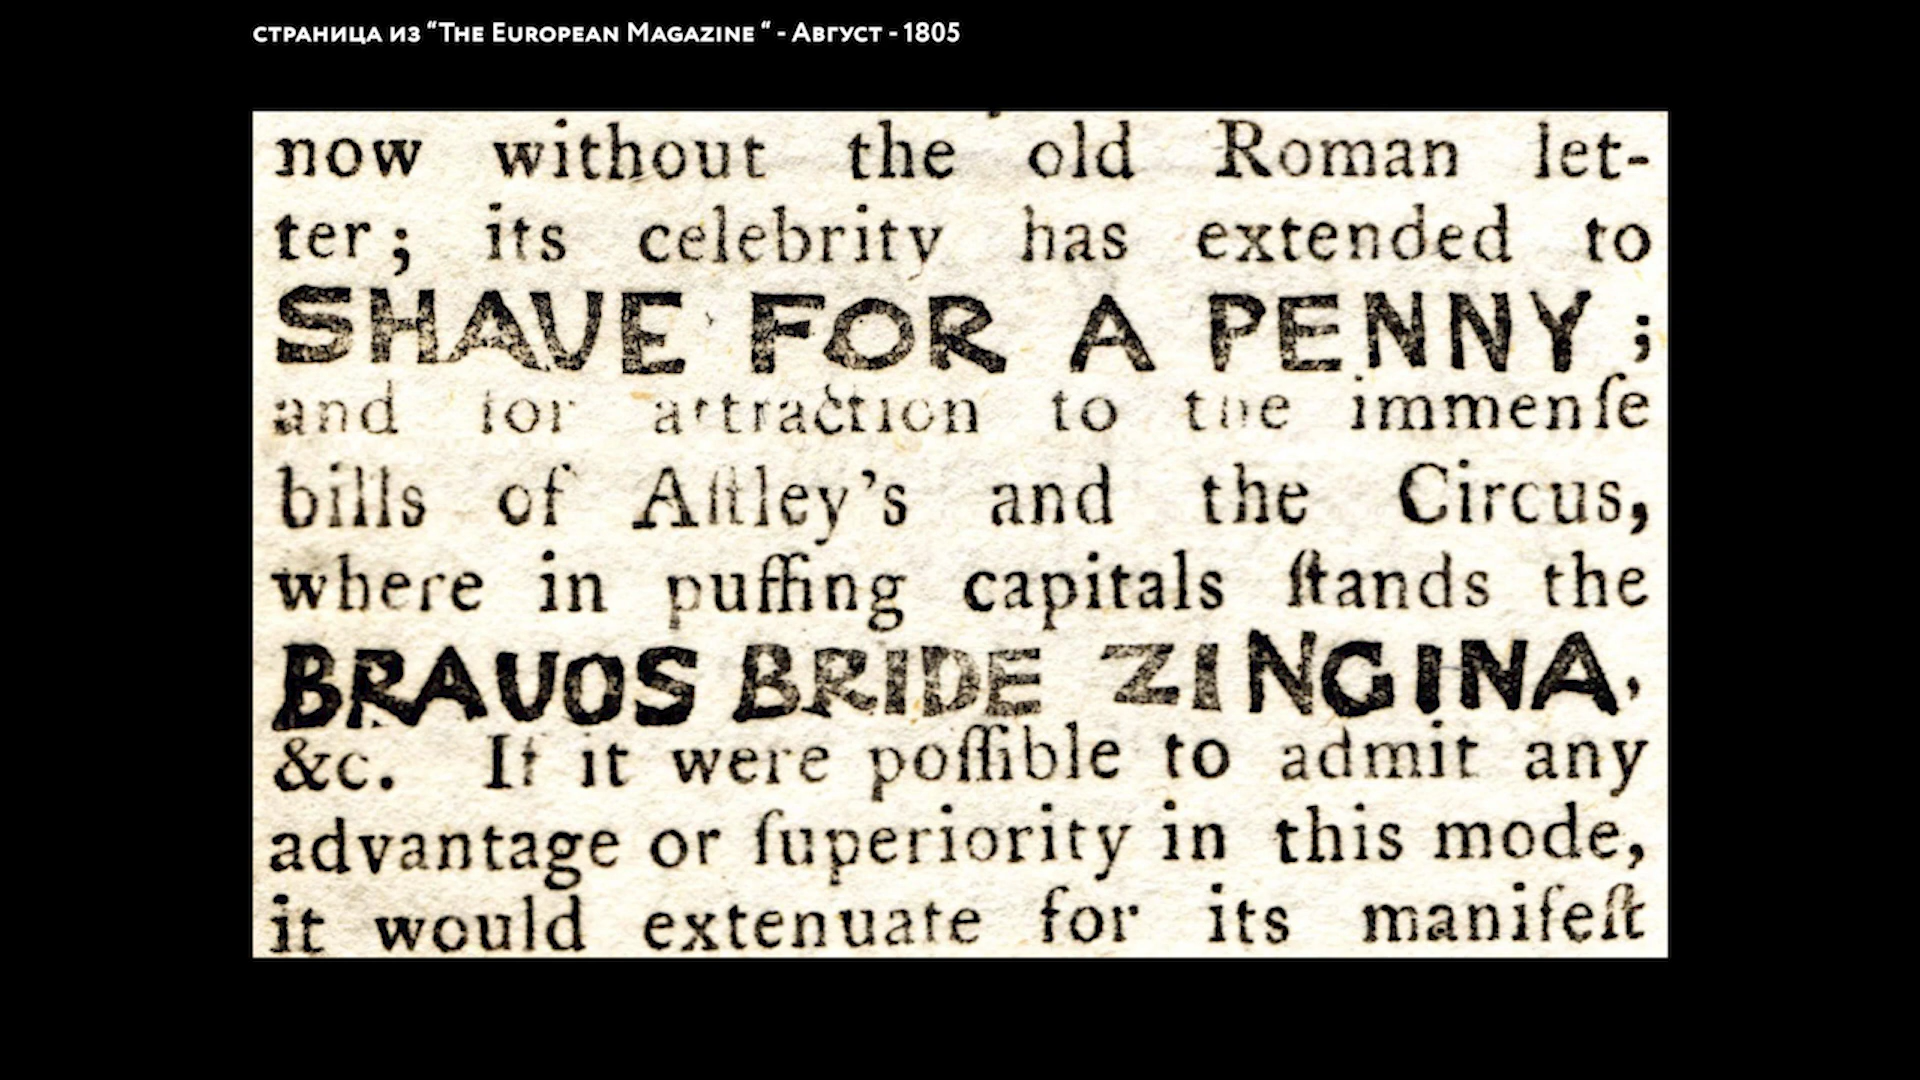 страница из “The European Magazine “ - Август - 1805
now without the old Roman let-
ter; its celebrity has extended to
SHAVE FOR A PENNY ;
and for attraction to the immenſe
bills of Aſtley’s and the Circus,
where in puffing capitals ſtands the
BRAVOS BRIDE ZINGINA,
&c. If it were poſſible to admit any
advantage or ſuperiority in this mode,
it would extenuate for its manifeſt